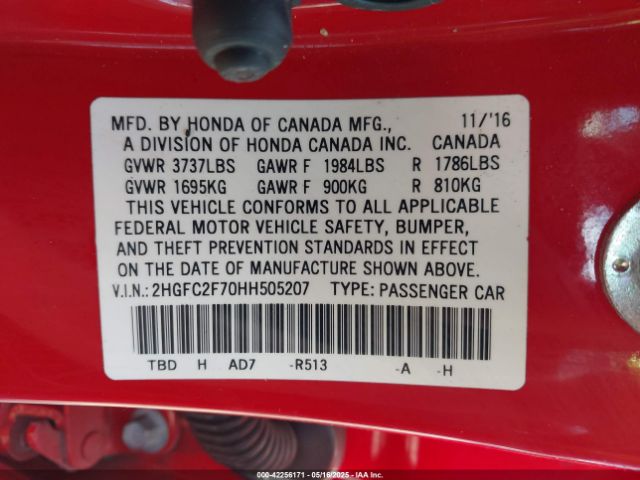 MFD. BY HONDA OF CANADA MFG., 11/'16
A DIVISION OF HONDA CANADA INC. CANADA
GVWR 3737LBS GAWR F 1984LBS R 1786LBS
GVWR 1695KG GAWR F 900KG R 810KG
THIS VEHICLE CONFORMS TO ALL APPLICABLE
FEDERAL MOTOR VEHICLE SAFETY, BUMPER,
AND THEFT PREVENTION STANDARDS IN EFFECT
ON THE DATE OF MANUFACTURE SHOWN ABOVE.
V.I.N.: 2HGFC2F70HH505207 TYPE: PASSENGER CAR
TBD H AD7 -R513 -A -H
000-42256171 - 05/16/2025 - IAA Inc.